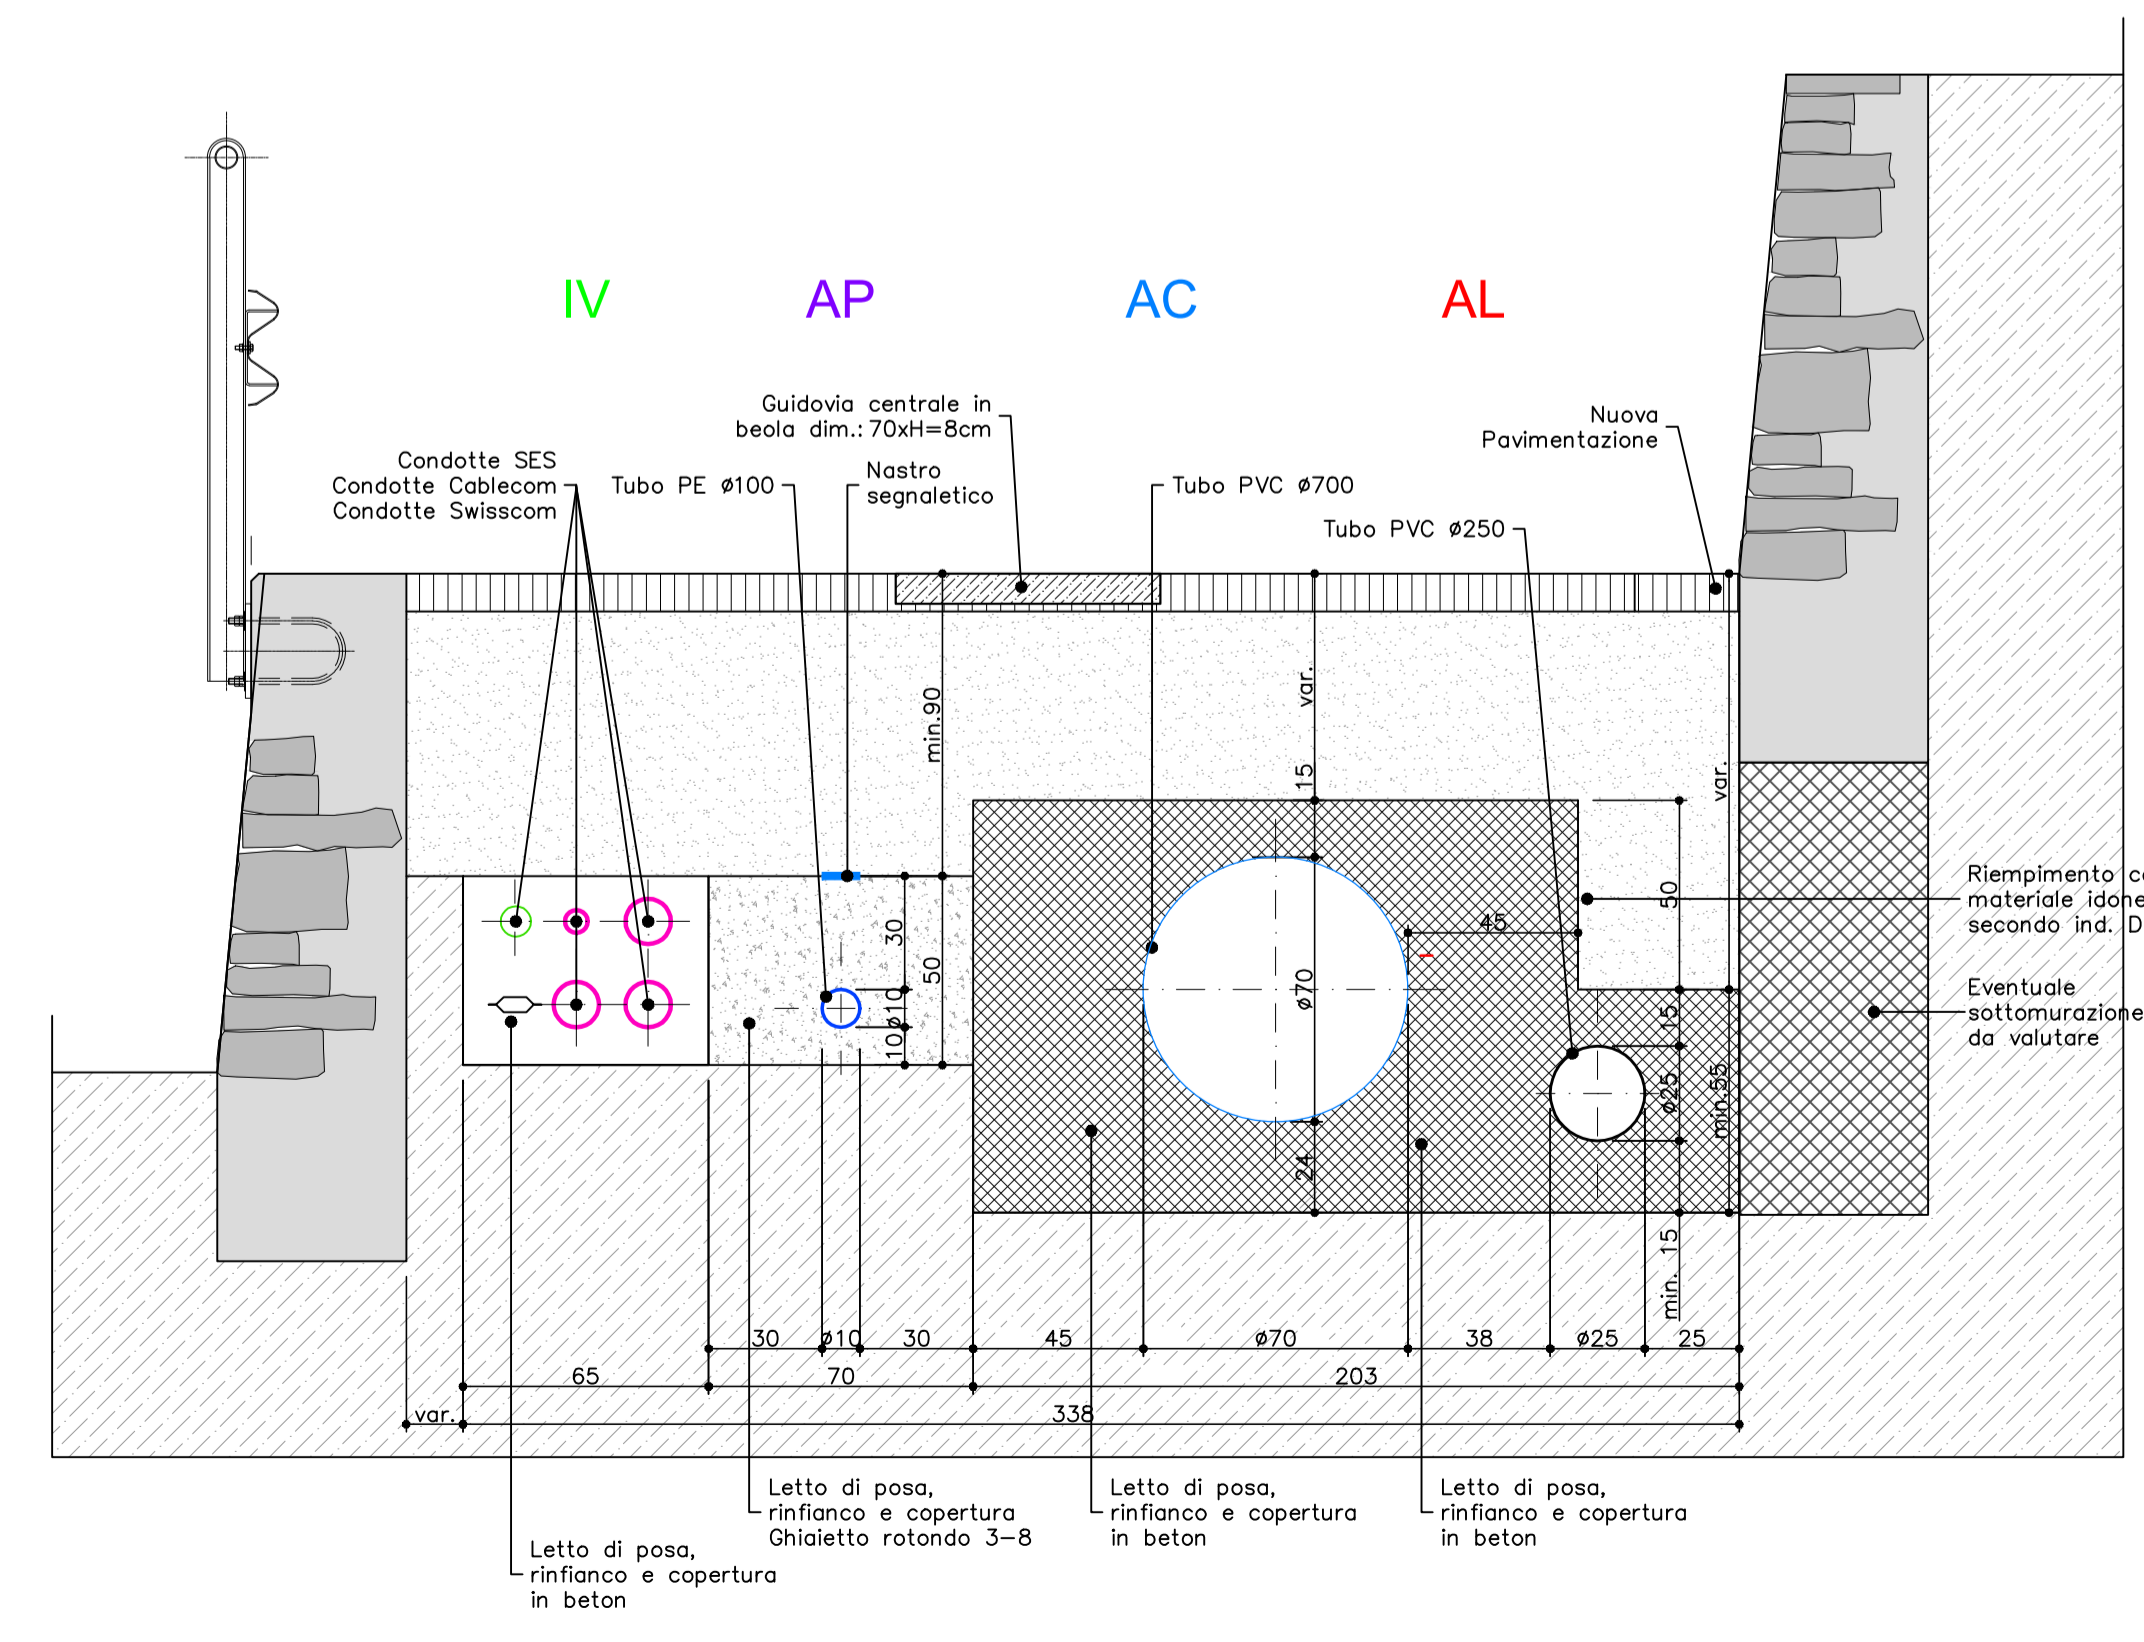 IV AP AC AL
Guidovia centrale in
beola dim.: 70xH=8cm
Nuova
Pavimentazione
Condotte SES
Condotte Cablecom
Condotte Swisscom
Tubo PE ø100
Nastro
segnaletico
Tubo PVC ø700
Tubo PVC ø250
min.90
var.
15
var.
30
50
ø10
10
ø70
24
45
50
15
ø25
min.55
min. 15
Riempimento
materiale
secondo ind.
Eventuale
sottomurazione
da valutare
30 ø10 30 45 ø70 38 ø25 25
65 70 203
var. 338
Letto di posa,
rinfianco e copertura
in beton
Letto di posa,
rinfianco e copertura
Ghiaietto rotondo 3-8
Letto di posa,
rinfianco e copertura
in beton
Letto di posa,
rinfianco e copertura
in beton